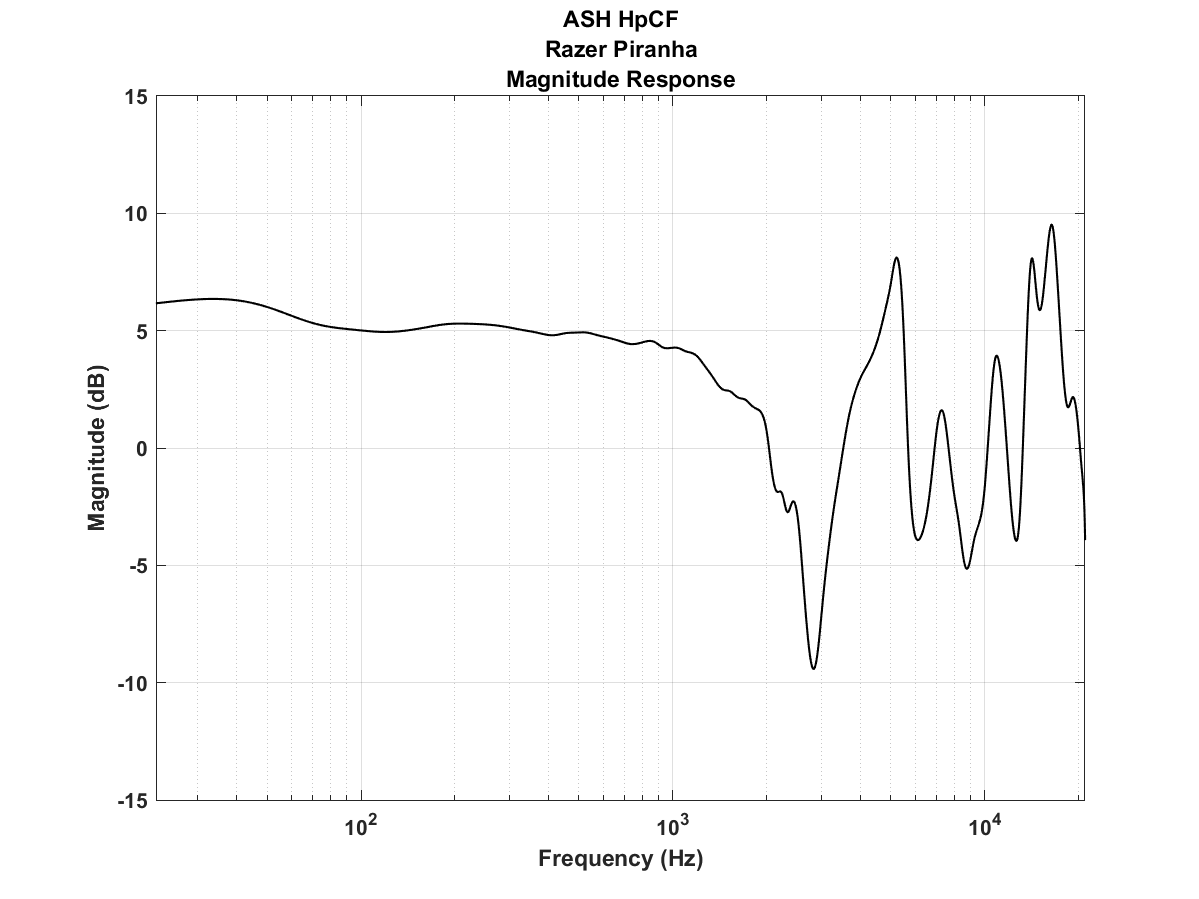 ASH HpCF
Razer Piranha
Magnitude Response
15
10
5
0
-5
-10
-15
Magnitude (dB)
10²
10³
10⁴
Frequency (Hz)